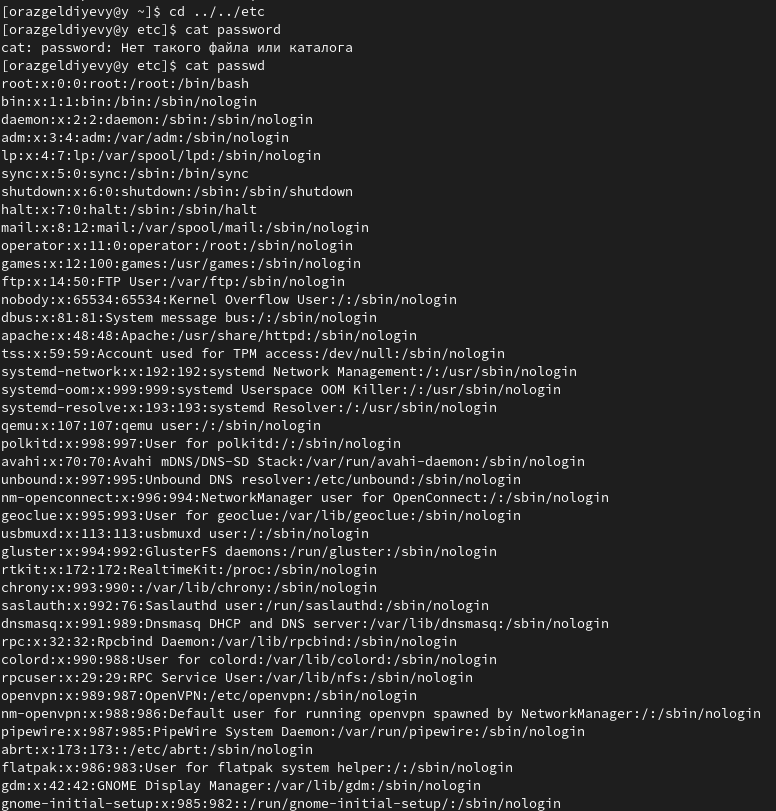 [orazgeldiyevy@y ~]$ cd ../../etc
[orazgeldiyevy@y etc]$ cat password
cat: password: Нет такого файла или каталога
[orazgeldiyevy@y etc]$ cat passwd
root:x:0:0:root:/root:/bin/bash
bin:x:1:1:bin:/bin:/sbin/nologin
daemon:x:2:2:daemon:/sbin:/sbin/nologin
adm:x:3:4:adm:/var/adm:/sbin/nologin
lp:x:4:7:lp:/var/spool/lpd:/sbin/nologin
sync:x:5:0:sync:/sbin:/bin/sync
shutdown:x:6:0:shutdown:/sbin:/sbin/shutdown
halt:x:7:0:halt:/sbin:/sbin/halt
mail:x:8:12:mail:/var/spool/mail:/sbin/nologin
operator:x:11:0:operator:/root:/sbin/nologin
games:x:12:100:games:/usr/games:/sbin/nologin
ftp:x:14:50:FTP User:/var/ftp:/sbin/nologin
nobody:x:65534:65534:Kernel Overflow User:/:/sbin/nologin
dbus:x:81:81:System message bus:/:/sbin/nologin
apache:x:48:48:Apache:/usr/share/httpd:/sbin/nologin
tss:x:59:59:Account used for TPM access:/dev/null:/sbin/nologin
systemd-network:x:192:192:systemd Network Management:/:/usr/sbin/nologin
systemd-oom:x:999:999:systemd Userspace OOM Killer:/:/usr/sbin/nologin
systemd-resolve:x:193:193:systemd Resolver:/:/usr/sbin/nologin
qemu:x:107:107:qemu user:/:/sbin/nologin
polkitd:x:998:997:User for polkitd:/:/sbin/nologin
avahi:x:70:70:Avahi mDNS/DNS-SD Stack:/var/run/avahi-daemon:/sbin/nologin
unbound:x:997:995:Unbound DNS resolver:/etc/unbound:/sbin/nologin
nm-openconnect:x:996:994:NetworkManager user for OpenConnect:/:/sbin/nologin
geoclue:x:995:993:User for geoclue:/var/lib/geoclue:/sbin/nologin
usbmuxd:x:113:113:usbmuxd user:/:/sbin/nologin
gluster:x:994:992:GlusterFS daemons:/run/gluster:/sbin/nologin
rtkit:x:172:172:RealtimeKit:/proc:/sbin/nologin
chrony:x:993:990::/var/lib/chrony:/sbin/nologin
saslauth:x:992:76:Saslauthd user:/run/saslauthd:/sbin/nologin
dnsmasq:x:991:989:Dnsmasq DHCP and DNS server:/var/lib/dnsmasq:/sbin/nologin
rpc:x:32:32:Rpcbind Daemon:/var/lib/rpcbind:/sbin/nologin
colord:x:990:988:User for colord:/var/lib/colord:/sbin/nologin
rpcuser:x:29:29:RPC Service User:/var/lib/nfs:/sbin/nologin
openvpn:x:989:987:OpenVPN:/etc/openvpn:/sbin/nologin
nm-openvpn:x:988:986:Default user for running openvpn spawned by NetworkManager:/:/sbin/nologin
pipewire:x:987:985:PipeWire System Daemon:/var/run/pipewire:/sbin/nologin
abrt:x:173:173::/etc/abrt:/sbin/nologin
flatpak:x:986:983:User for flatpak system helper:/:/sbin/nologin
gdm:x:42:42:GNOME Display Manager:/var/lib/gdm:/sbin/nologin
gnome-initial-setup:x:985:982::/run/gnome-initial-setup/:/sbin/nologin